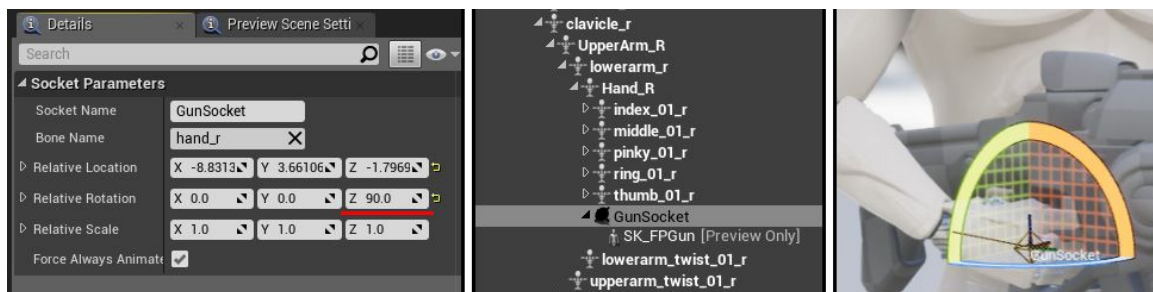 Details
Preview Scene Setti
Search
Socket Parameters
Socket Name GunSocket
Bone Name hand_r
Relative Location X -8.8313 Y 3.66106 Z -1.7969
Relative Rotation X 0.0 Y 0.0 Z 90.0
Relative Scale X 1.0 Y 1.0 Z 1.0
Force Always Animate
clavicle_r
UpperArm_R
lowerarm_r
Hand_R
index_01_r
middle_01_r
pinky_01_r
ring_01_r
thumb_01_r
GunSocket
SK_FPGun [Preview Only]
lowerarm_twist_01_r
upperarm_twist_01_r
GunSocket